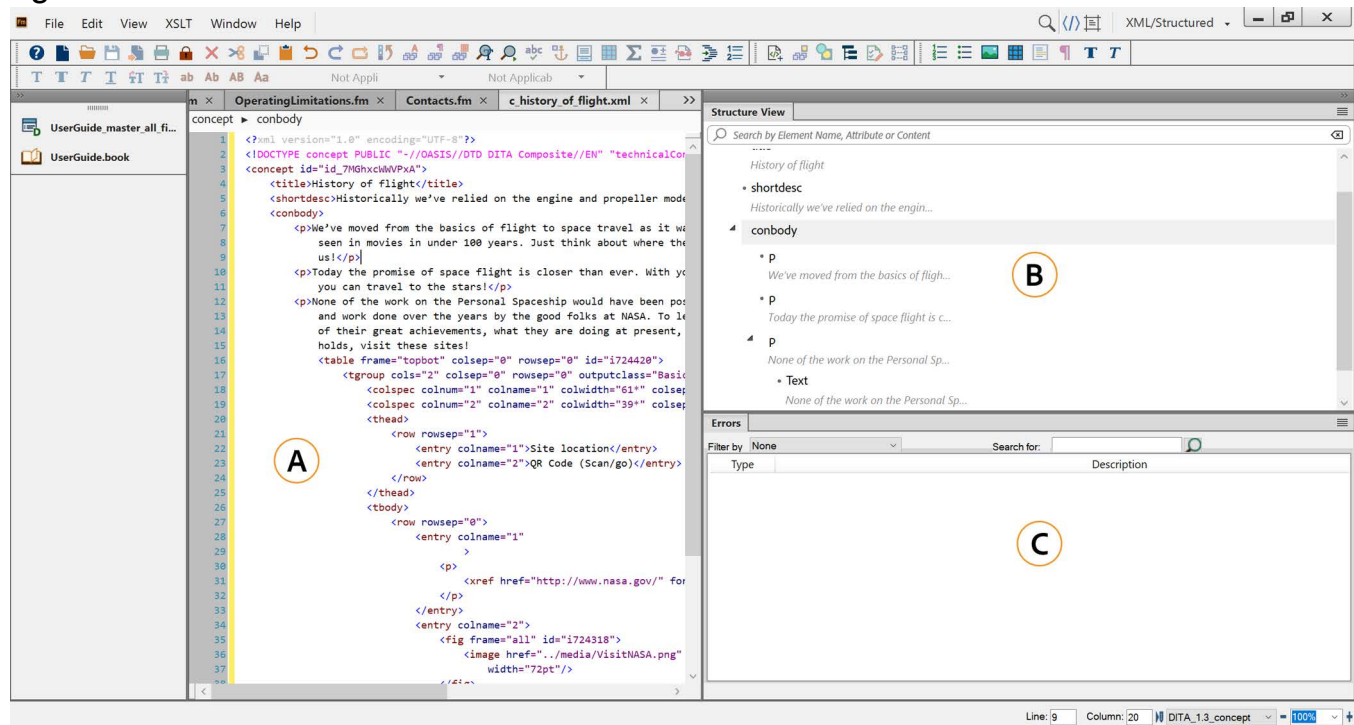 File Edit View XSLT Window Help
XML/Structured
Not Appli
Not Applicab
OperatingLimitations.fm
Contacts.fm
c_history_of_flight.xml
UserGuide_master_all_fi...
UserGuide.book
concept ▸ conbody
1 <?xml version="1.0" encoding="UTF-8"?>
2 <!DOCTYPE concept PUBLIC "-//OASIS//DTD DITA Composite//EN" "technicalCon
3 <concept id="id_7MGhxcWWVPxA">
4 <title>History of flight</title>
5 <shortdesc>Historically we've relied on the engine and propeller mode
6 <conbody>
7 <p>We've moved from the basics of flight to space travel as it wa
8 seen in movies in under 100 years. Just think about where the
9 us!</p>
10 <p>Today the promise of space flight is closer than ever. With yo
11 you can travel to the stars!</p>
12 <p>None of the work on the Personal Spaceship would have been pos
13 and work done over the years by the good folks at NASA. To le
14 of their great achievements, what they are doing at present,
15 holds, visit these sites!
16 <table frame="topbot" colsep="0" rowsep="0" id="i724420">
17 <tgroup cols="2" colsep="0" rowsep="0" outputclass="Basic
18 <colspec colnum="1" colname="1" colwidth="61*" colsep
19 <colspec colnum="2" colname="2" colwidth="39*" colsep
20 <thead>
21 <row rowsep="1">
22 <entry colname="1">Site location</entry>
23 <entry colname="2">QR Code (Scan/go)</entry>
24 </row>
25 </thead>
26 <tbody>
27 <row rowsep="0">
28 <entry colname="1"
29 >
30 <p>
31 <xref href="http://www.nasa.gov/" for
32 </p>
33 </entry>
34 <entry colname="2">
35 <fig frame="all" id="i724318">
36 <image href="../media/VisitNASA.png"
37 width="72pt"/>
38 </fig>
A
Structure View
Search by Element Name, Attribute or Content
title
History of flight
shortdesc
Historically we've relied on the engin...
conbody
p
We've moved from the basics of fligh...
p
Today the promise of space flight is c...
p
None of the work on the Personal Sp...
Text
None of the work on the Personal Sp...
B
Errors
Filter by None Search for:
Type Description
C
Line: 9 Column: 20 DITA_1.3_concept 100%